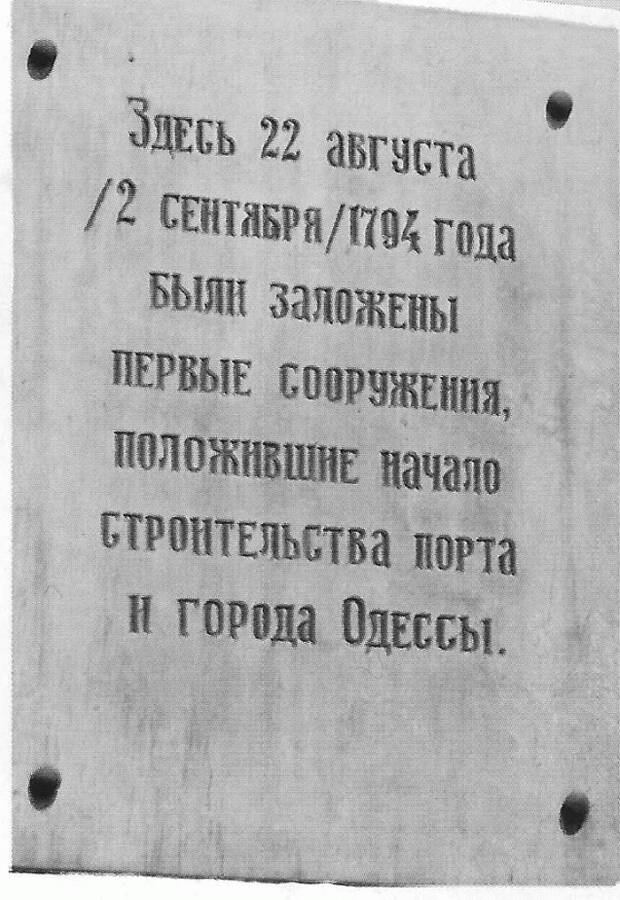 Здесь 22 августа
/2 сентября/1794 года
были заложены
первые сооружения,
положившие начало
строительства порта
и города Одессы.